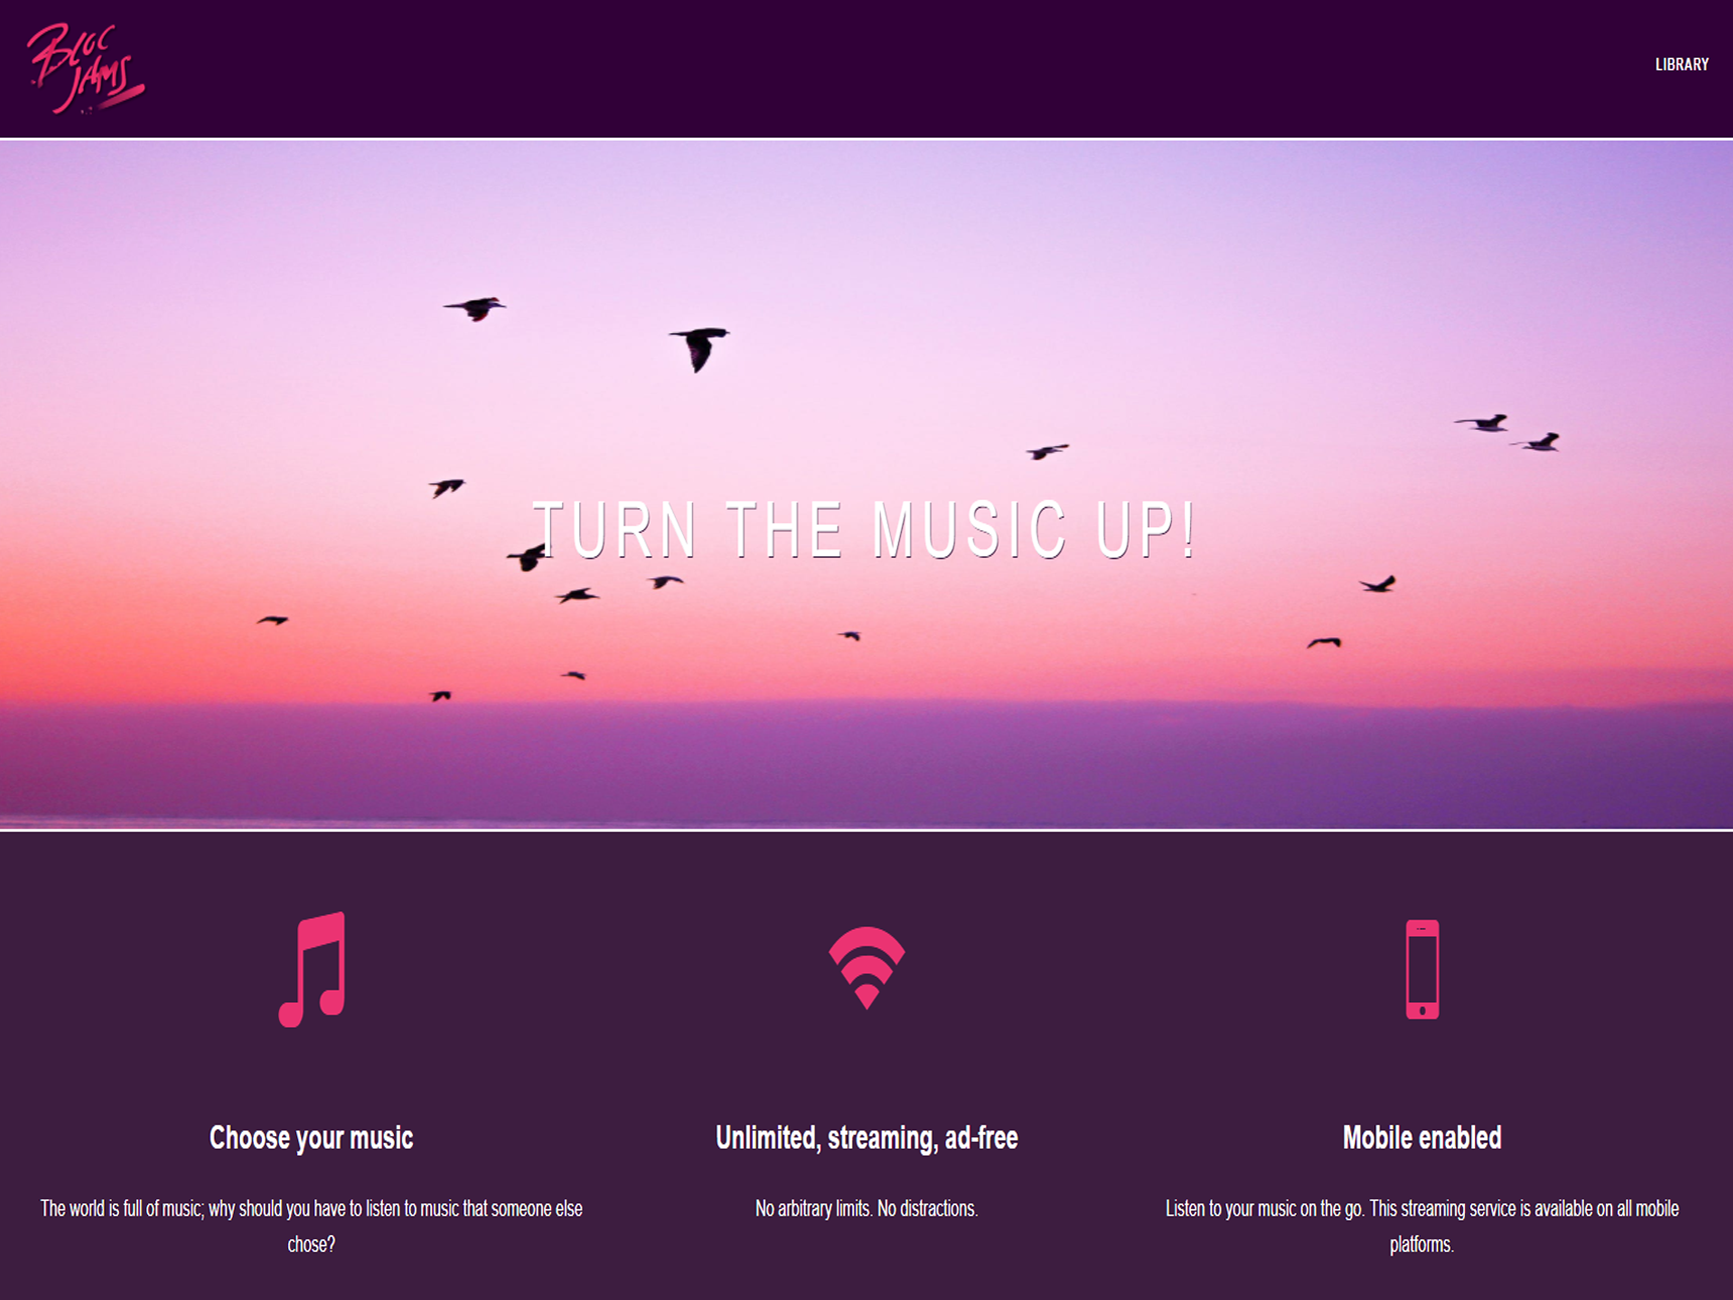 BLOC
JAMS
LIBRARY
TURN THE MUSIC UP!
Choose your music
The world is full of music; why should you have to listen to music that someone else
chose?
Unlimited, streaming, ad-free
No arbitrary limits. No distractions.
Mobile enabled
Listen to your music on the go. This streaming service is available on all mobile
platforms.